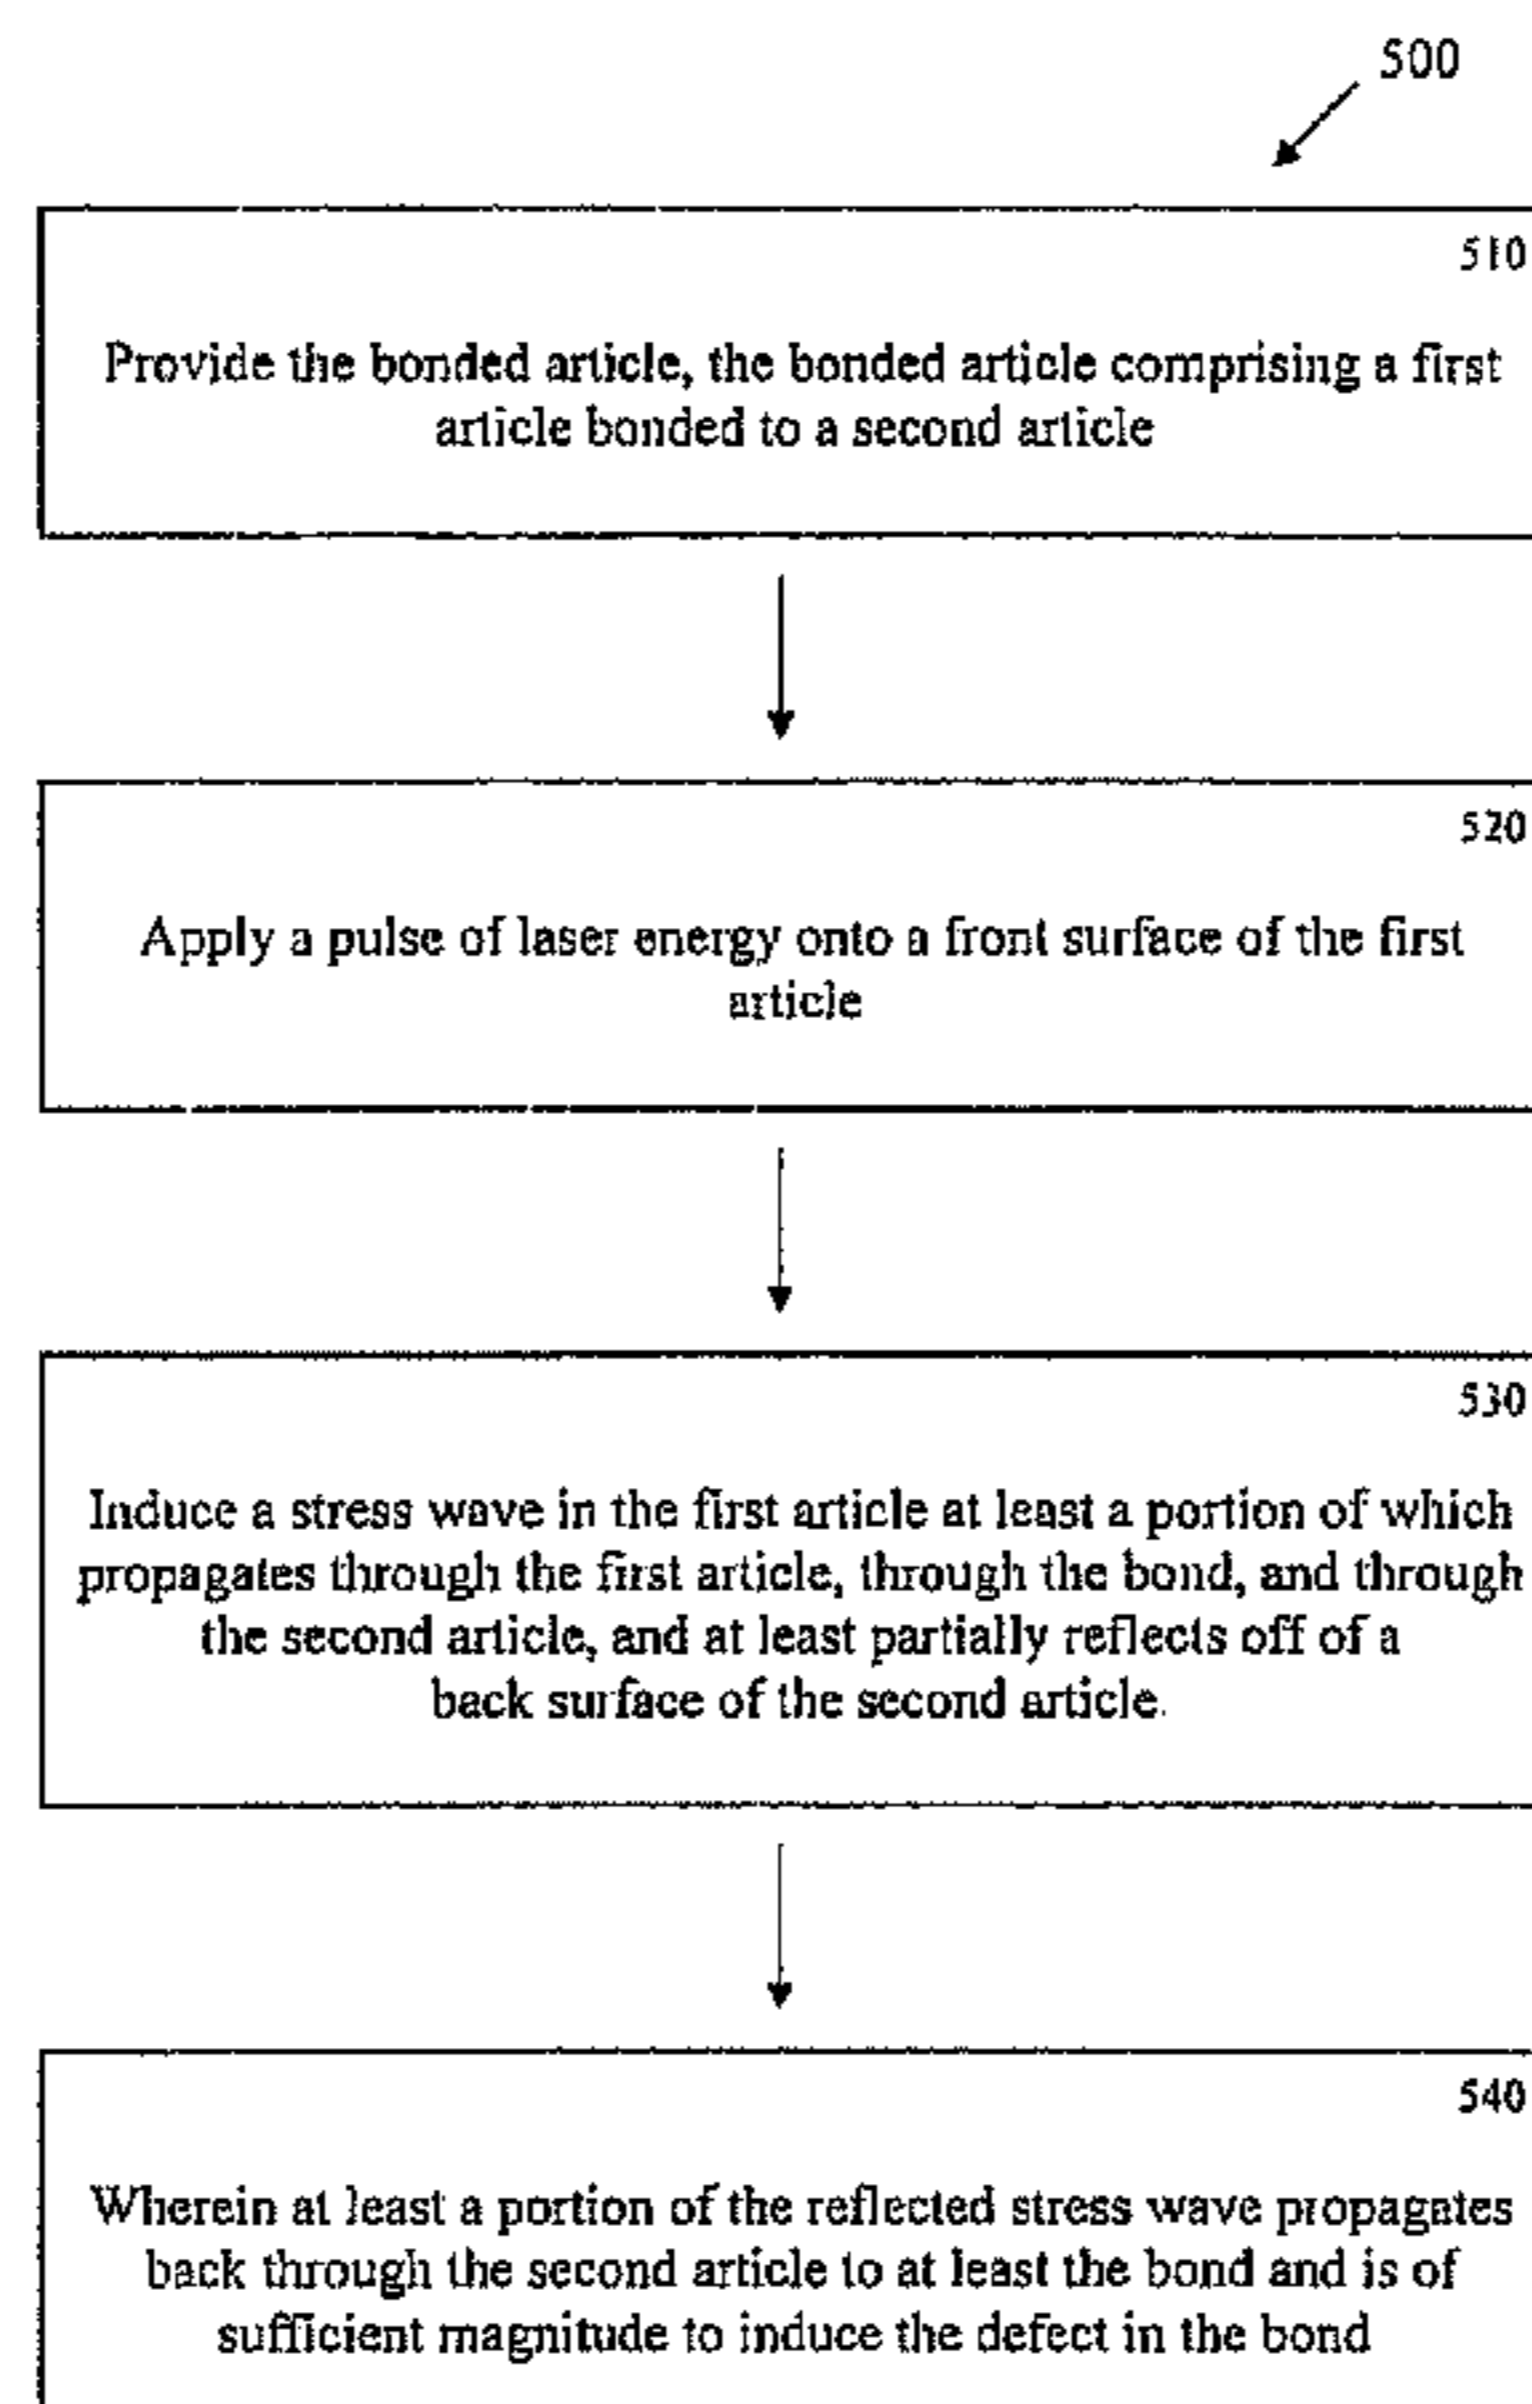 500
510
Provide the bonded article, the bonded article comprising a first
article bonded to a second article
520
Apply a pulse of laser energy onto a front surface of the first
article
530
Induce a stress wave in the first article at least a portion of which
propagates through the first article, through the bond, and through
the second article, and at least partially reflects off of a
back surface of the second article.
540
Wherein at least a portion of the reflected stress wave propagates
back through the second article to at least the bond and is of
sufficient magnitude to induce the defect in the bond